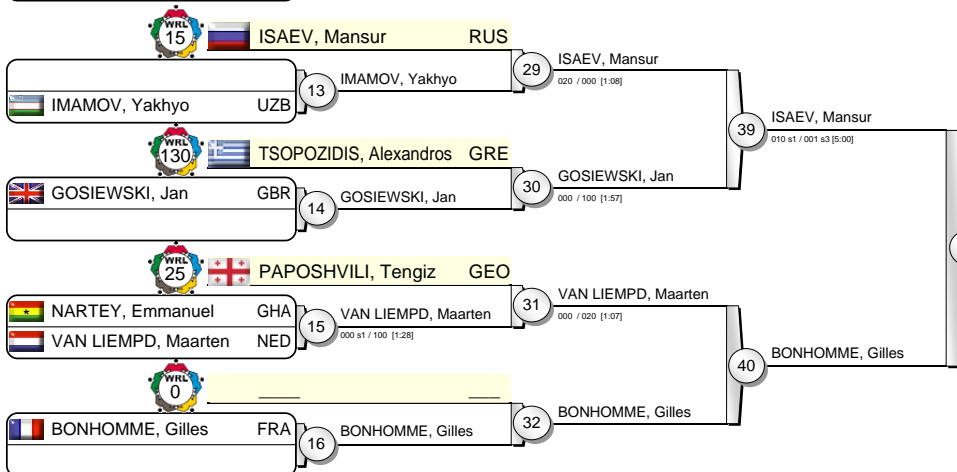 WRL
15
ISAEV, Mansur RUS
13
IMAMOV, Yakhyo
IMAMOV, Yakhyo UZB
29
ISAEV, Mansur
020 / 000 [1:08]
39
ISAEV, Mansur
010 s1 / 001 s3 [5:00]
WRL
130
TSOPOZIDIS, Alexandros GRE
GOSIEWSKI, Jan GBR
14
GOSIEWSKI, Jan
30
GOSIEWSKI, Jan
000 / 100 [1:57]
WRL
25
PAPOSHVILI, Tengiz GEO
NARTEY, Emmanuel GHA
VAN LIEMPD, Maarten NED
15
VAN LIEMPD, Maarten
000 s1 / 100 [1:28]
31
VAN LIEMPD, Maarten
000 / 020 [1:07]
40
BONHOMME, Gilles
WRL
0
____ ___
BONHOMME, Gilles FRA
16
BONHOMME, Gilles
32
BONHOMME, Gilles